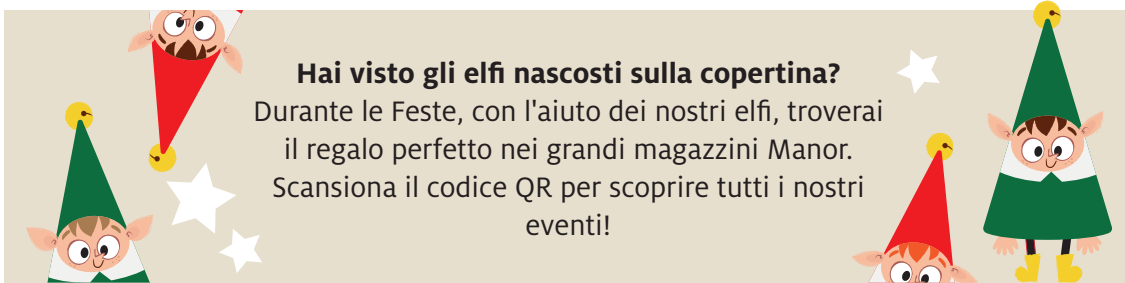 Hai visto gli elfi nascosti sulla copertina?
Durante le Feste, con l'aiuto dei nostri elfi, troverai
il regalo perfetto nei grandi magazzini Manor.
Scansiona il codice QR per scoprire tutti i nostri
eventi!